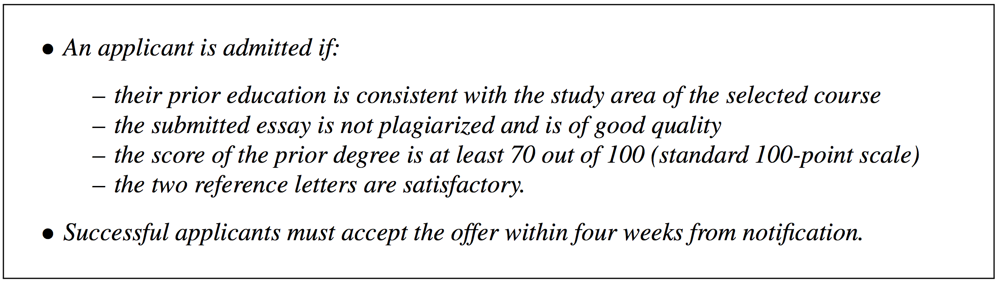 ● An applicant is admitted if:
– their prior education is consistent with the study area of the selected course
– the submitted essay is not plagiarized and is of good quality
– the score of the prior degree is at least 70 out of 100 (standard 100-point scale)
– the two reference letters are satisfactory.
● Successful applicants must accept the offer within four weeks from notification.